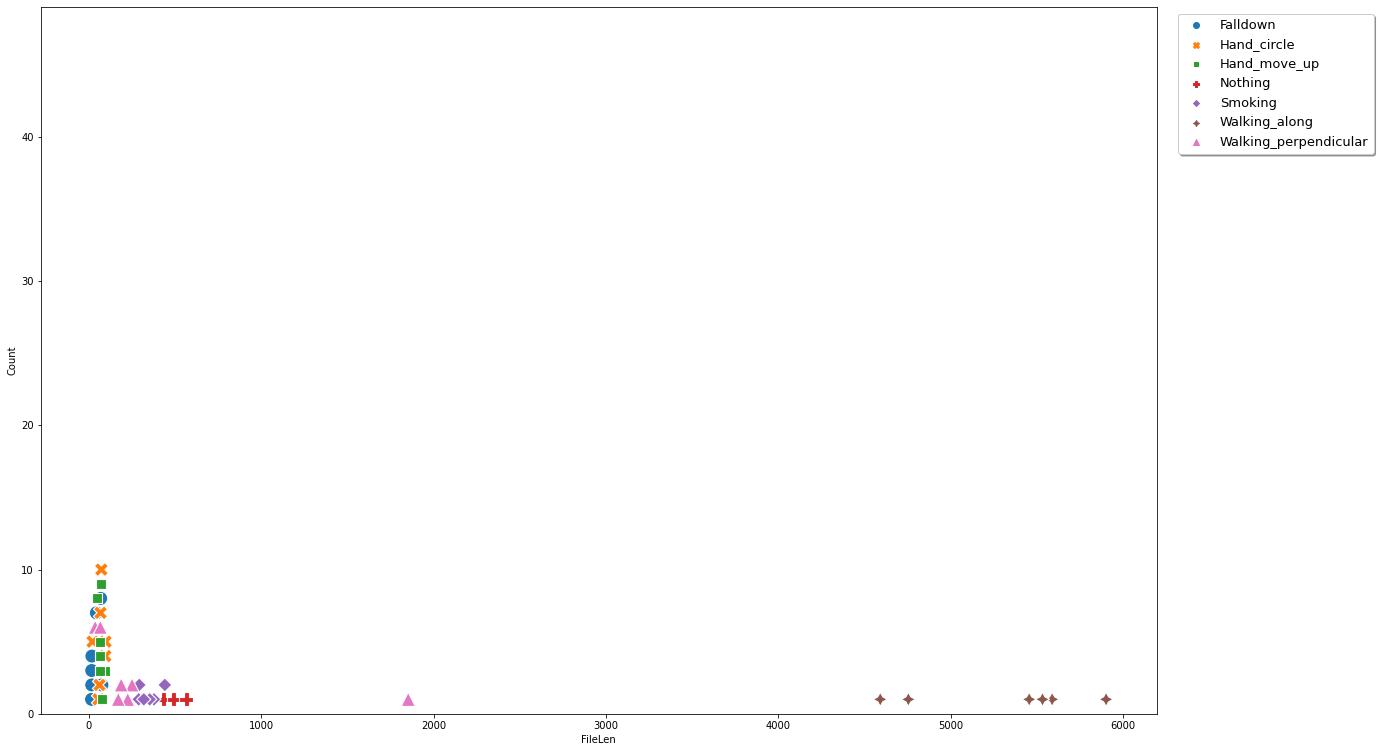 Falldown
Hand_circle
Hand_move_up
Nothing
Smoking
Walking_along
Walking_perpendicular
Count
40
30
20
10
0
0
1000
2000
3000
4000
5000
6000
FileLen